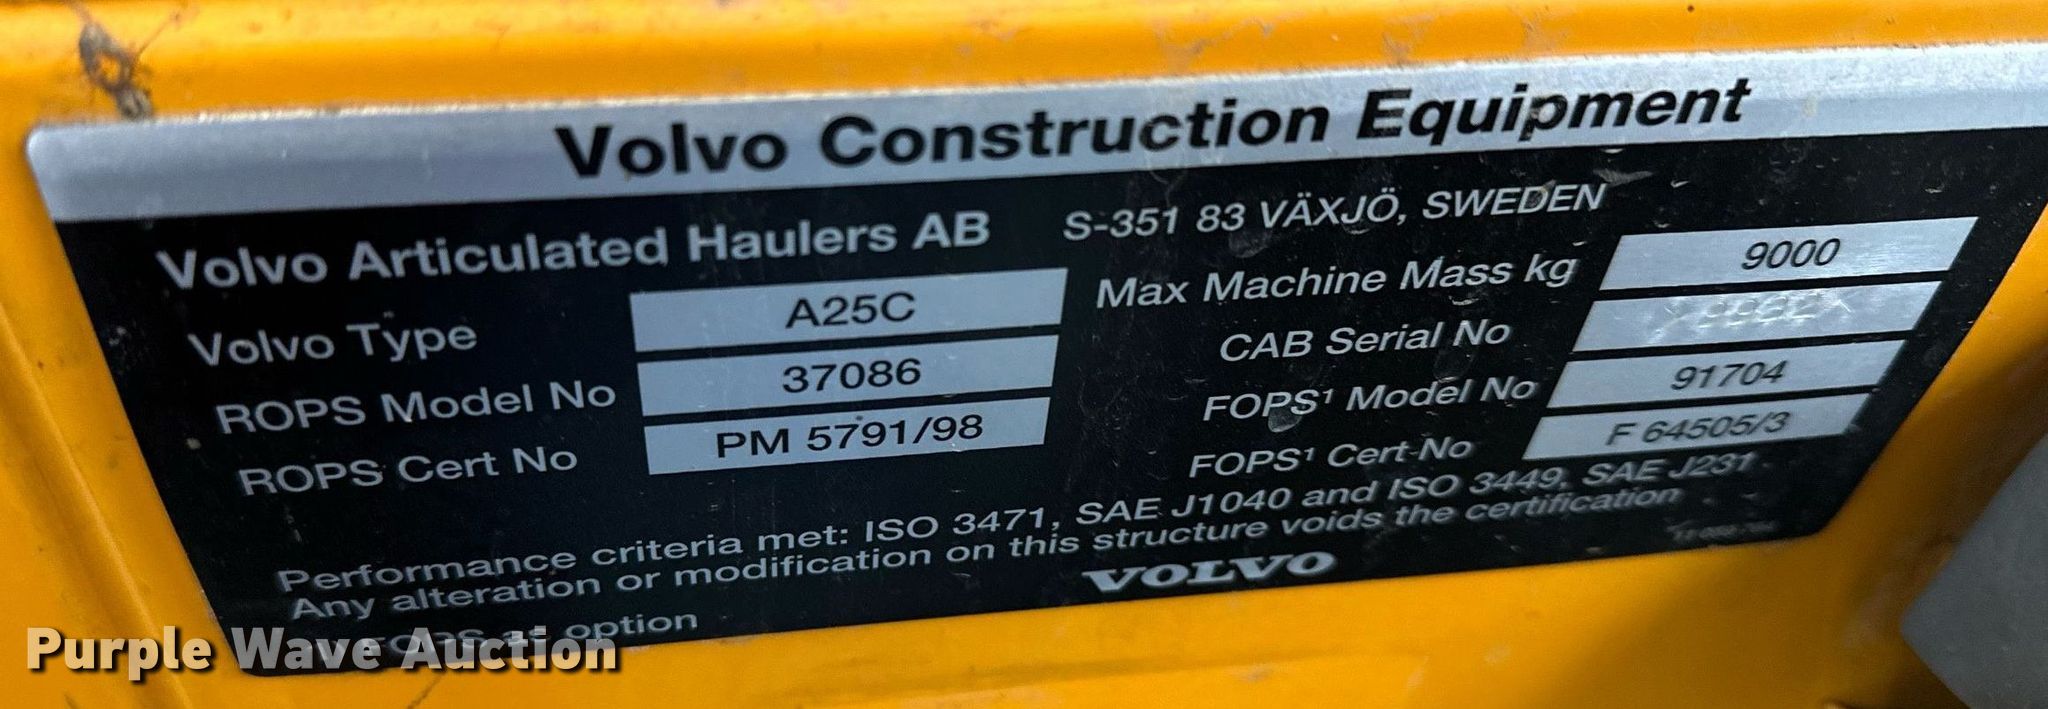 Volvo Construction Equipment
Volvo Articulated Haulers AB S-351 83 VÄXJÖ, SWEDEN
Volvo Type A25C Max Machine Mass kg 9000
ROPS Model No 37086 CAB Serial No
ROPS Cert No PM 5791/98 FOPS¹ Model No 91704
FOPS¹ Cert No F 64505/3
Performance criteria met: ISO 3471, SAE J1040 and ISO 3449, SAE J231
Any alteration or modification on this structure voids the certification
FOPS as option
VOLVO
Purple Wave Auction